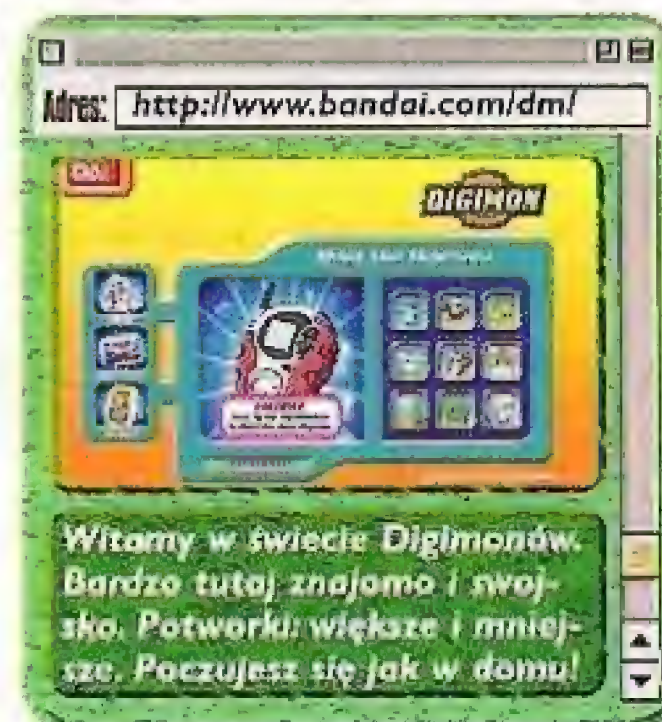 Adres: http://www.bandai.com/dm/
DIGIMON
Witamy w świecie Digimonów.
Bardzo tutaj znajomo i swoj-
sko. Potworki: większe i mniej-
sze. Poczujesz się jak w domu!